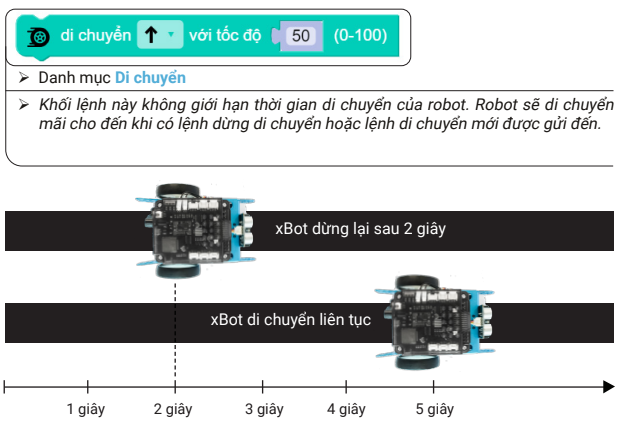 di chuyển ↑ với tốc độ 50 (0-100)
➢ Danh mục Di chuyển
➢ Khối lệnh này không giới hạn thời gian di chuyển của robot. Robot sẽ di chuyển
mãi cho đến khi có lệnh dừng di chuyển hoặc lệnh di chuyển mới được gửi đến.
xBot dừng lại sau 2 giây
xBot di chuyển liên tục
1 giây 2 giây 3 giây 4 giây 5 giây